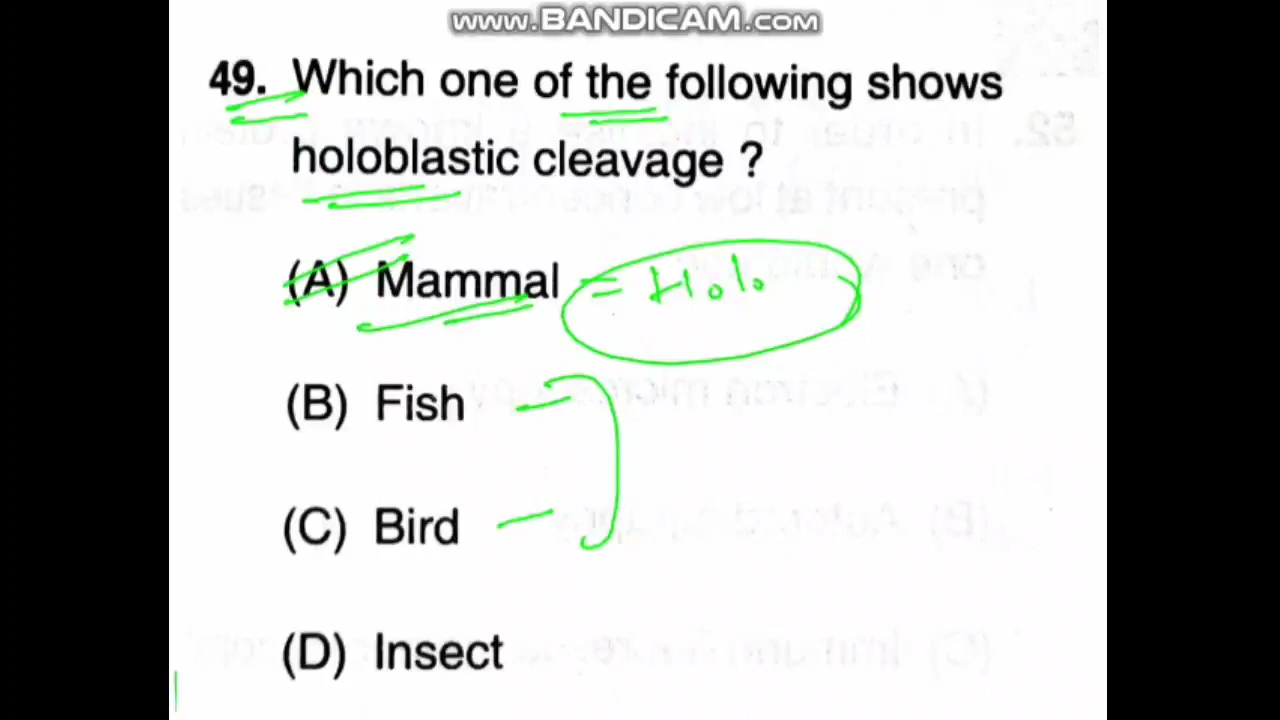 www.BANDICAM.com
49. Which one of the following shows
holoblastic cleavage ?
(A) Mammal = Holo
(B) Fish
(C) Bird
(D) Insect